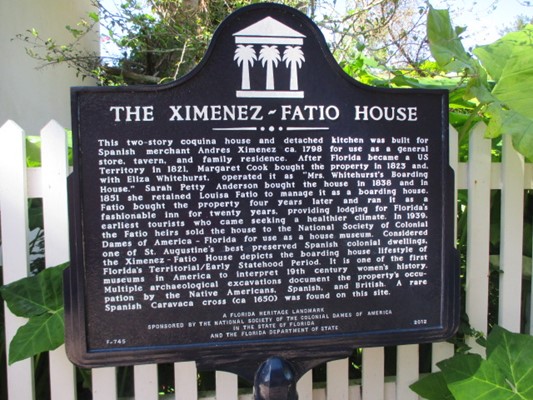 THE XIMENEZ~FATIO HOUSE
This two-story coquina house and detached kitchen was built for
Spanish merchant Andres Ximenez ca. 1798 for use as a general
store, tavern, and family residence. After Florida became a US
Territory in 1821, Margaret Cook bought the property in 1823 and,
with Eliza Whitehurst, operated it as "Mrs. Whitehurst's Boarding
House." Sarah Petty Anderson bought the house in 1838 and in
1851 she retained Louisa Fatio to manage it as a boarding house.
Fatio bought the property four years later and ran it as a
fashionable inn for twenty years, providing lodging for Florida's
earliest tourists who came seeking a healthier climate. In 1939,
the Fatio heirs sold the house to the National Society of Colonial
Dames of America - Florida for use as a house museum. Considered
one of St. Augustine's best preserved Spanish colonial dwellings,
the Ximenez-Fatio House depicts the boarding house lifestyle of
Florida's Territorial/Early Statehood Period. It is one of the first
museums in America to interpret 19th century women's history.
Multiple archaeological excavations document the property's occu-
pation by the Native Americans, Spanish, and British. A rare
Spanish Caravaca cross (ca 1650) was found on this site.
A FLORIDA HERITAGE LANDMARK
SPONSORED BY THE NATIONAL SOCIETY OF THE COLONIAL DAMES OF AMERICA
IN THE STATE OF FLORIDA
F-745 AND THE FLORIDA DEPARTMENT OF STATE 2012